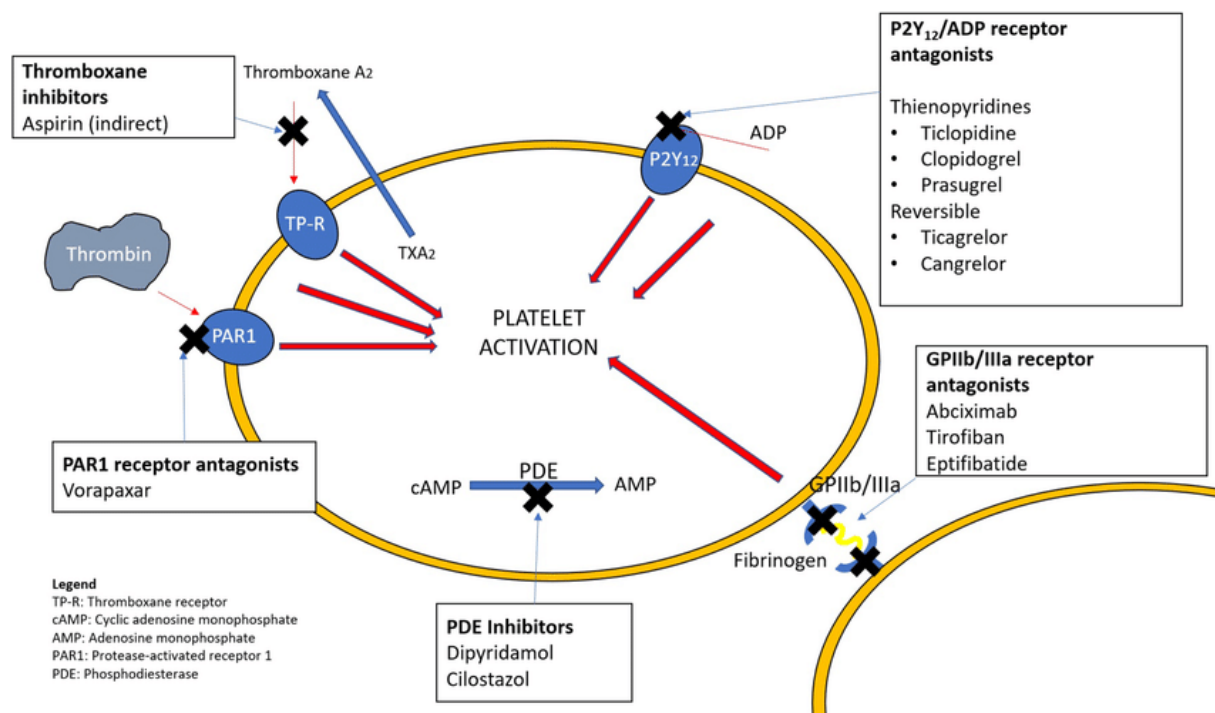 Thromboxane
inhibitors
Aspirin (indirect)
Thromboxane A2
P2Y12/ADP receptor
antagonists
Thienopyridines
• Ticlopidine
• Clopidogrel
• Prasugrel
Reversible
• Ticagrelor
• Cangrelor
ADP
P2Y12
TP-R
TXA2
Thrombin
PAR1
PLATELET
ACTIVATION
GPIIb/IIIa receptor
antagonists
Abciximab
Tirofiban
Eptifibatide
PAR1 receptor antagonists
Vorapaxar
PDE
cAMP
AMP
GPIIb/IIIa
Fibrinogen
Legend
TP-R: Thromboxane receptor
cAMP: Cyclic adenosine monophosphate
AMP: Adenosine monophosphate
PAR1: Protease-activated receptor 1
PDE: Phosphodiesterase
PDE Inhibitors
Dipyridamol
Cilostazol